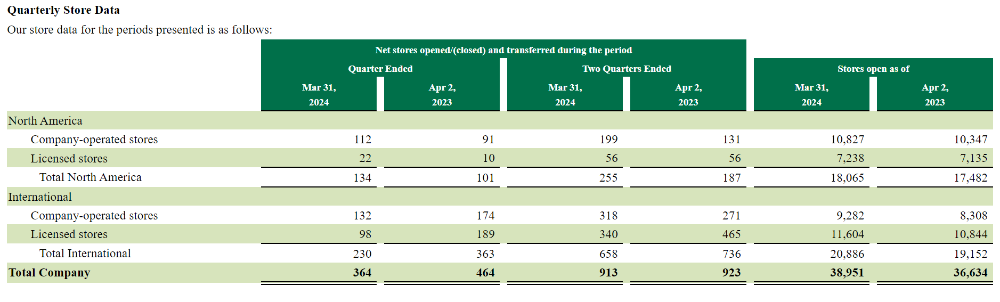 Quarterly Store Data
Our store data for the periods presented is as follows:
Net stores opened/(closed) and transferred during the period
Quarter Ended Two Quarters Ended Stores open as of
Mar 31, Apr 2, Mar 31, Apr 2, Mar 31, Apr 2,
2024 2023 2024 2023 2024 2023
North America
Company-operated stores 112 91 199 131 10,827 10,347
Licensed stores 22 10 56 56 7,238 7,135
Total North America 134 101 255 187 18,065 17,482
International
Company-operated stores 132 174 318 271 9,282 8,308
Licensed stores 98 189 340 465 11,604 10,844
Total International 230 363 658 736 20,886 19,152
Total Company 364 464 913 923 38,951 36,634